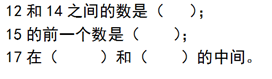 12 和 14 之间的数是（    ）；
15 的前一个数是（    ）；
17 在（      ）和（      ）的中间。